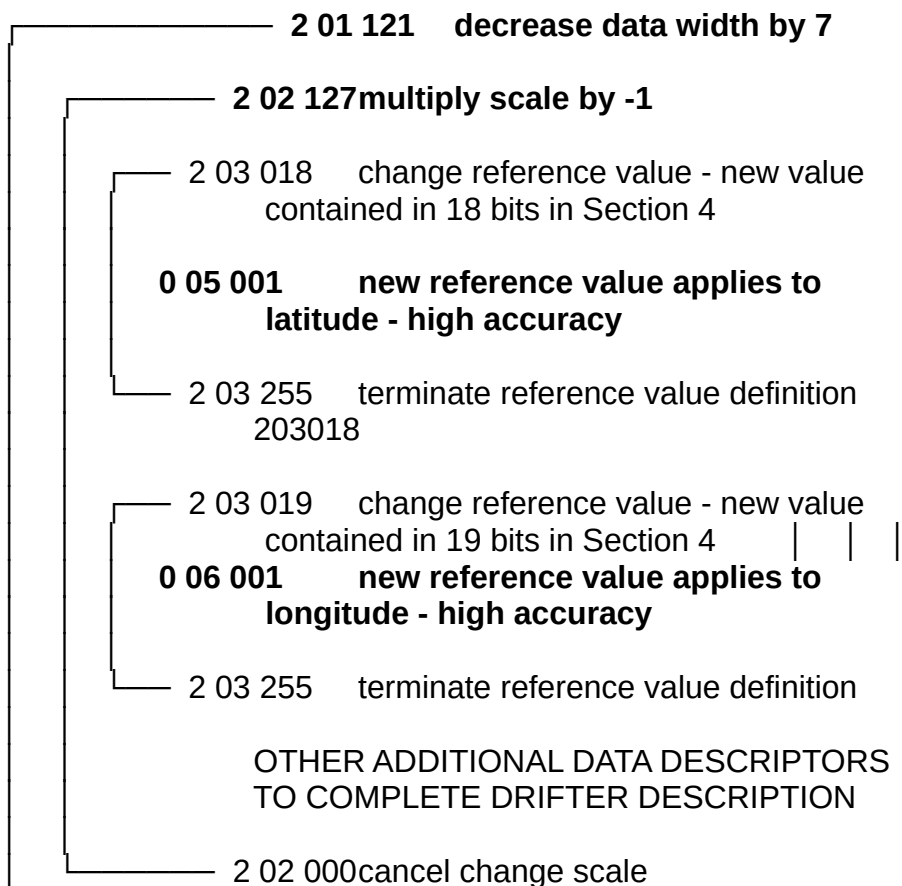 2 01 121 decrease data width by 7
2 02 127multiply scale by -1
2 03 018 change reference value - new value
contained in 18 bits in Section 4
0 05 001 new reference value applies to
latitude - high accuracy
2 03 255 terminate reference value definition
203018
2 03 019 change reference value - new value
contained in 19 bits in Section 4 │ │ │
0 06 001 new reference value applies to
longitude - high accuracy
2 03 255 terminate reference value definition
OTHER ADDITIONAL DATA DESCRIPTORS
TO COMPLETE DRIFTER DESCRIPTION
2 02 000cancel change scale